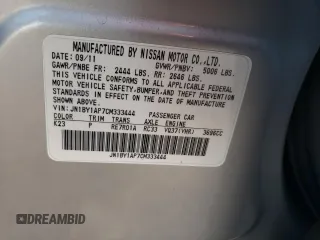 MANUFACTURED BY NISSAN MOTOR CO.,LTD.
DATE: 09/11 GVWR/PNBV: 5006 LBS.
GAWR/PNBE FR: 2444 LBS. RR: 2646 LBS.
THIS VEHICLE CONFORMS TO ALL APPLICABLE FEDERAL
MOTOR VEHICLE SAFETY, BUMPER, AND THEFT PREVENTION
STANDARDS IN EFFECT ON THE DATE OF MANUFACTURE
SHOWN ABOVE.
VIN: JN1BY1AP7CM333444 PASSENGER CAR
COLOR TRIM TRANS AXLE ENGINE
K23 P RE7R01A RC33 VQ37(VHR) 3696CC
JN1BY1AP7CM333444
© DREAMBID
DREAMBID.COM